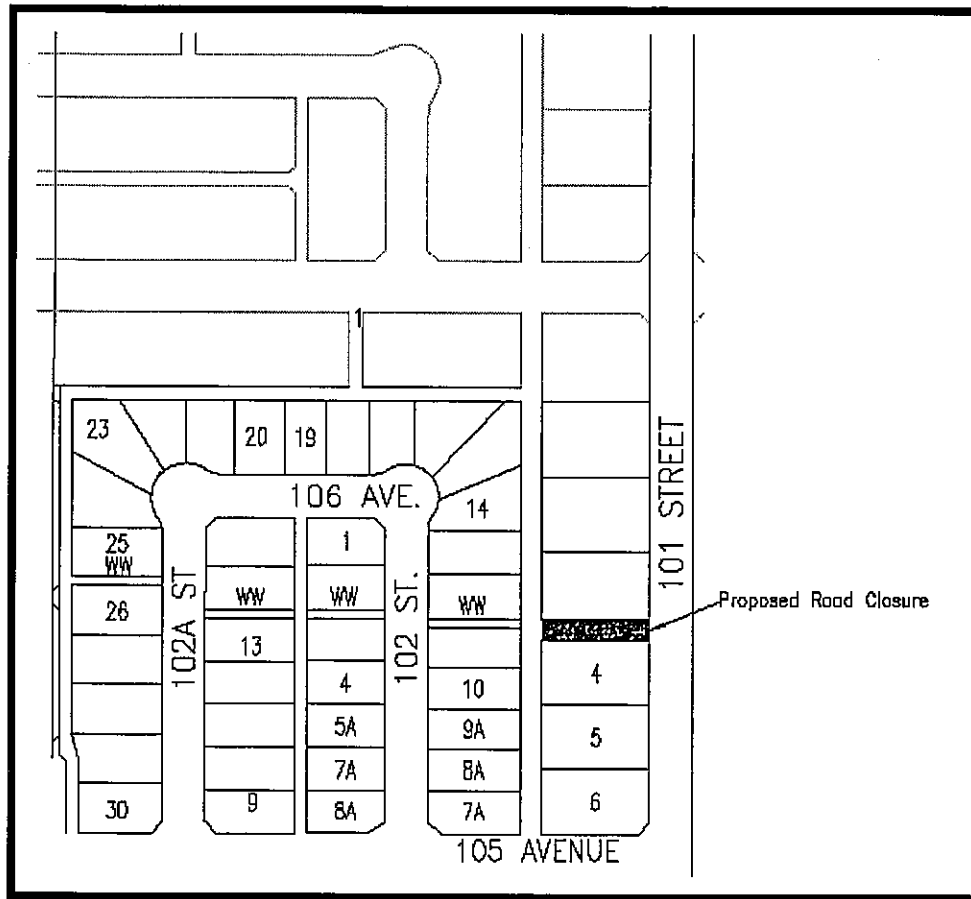 1
23
20
19
106 AVE.
14
25
WW
1
WW
WW
WW
26
13
102A ST
102 ST.
101 STREET
Proposed Road Closure
4
10
4
5A
9A
5
7A
8A
30
9
8A
7A
6
105 AVENUE